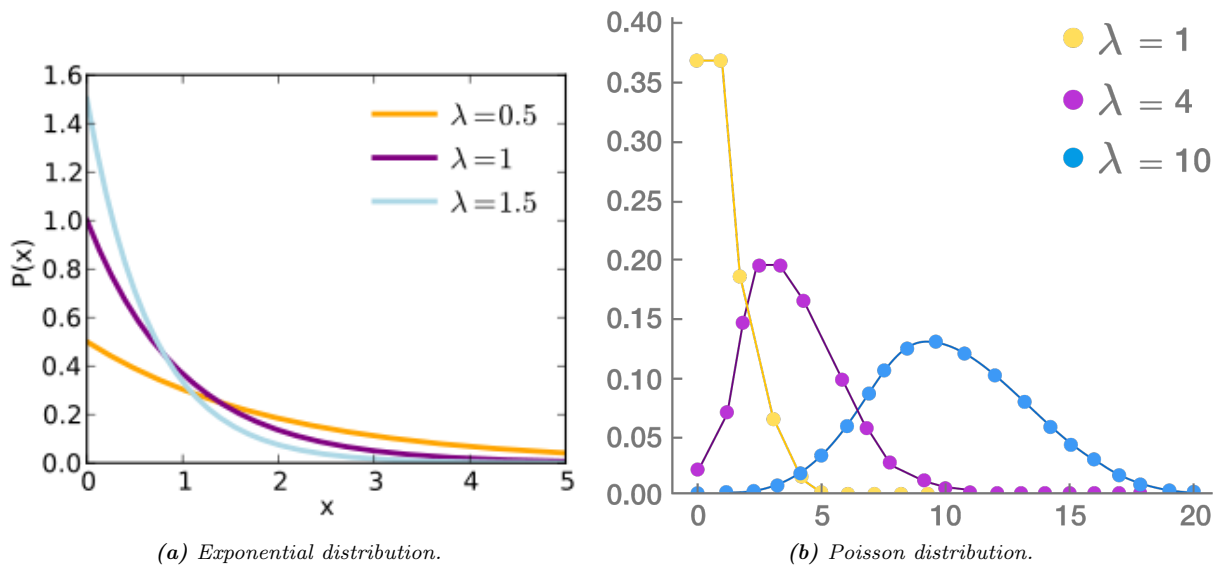 1.6
1.4
1.2
1.0
0.8
0.6
0.4
0.2
0.0
P(x)
0 1 2 3 4 5
x
λ=0.5
λ=1
λ=1.5
(a) Exponential distribution.
0.40
0.35
0.30
0.25
0.20
0.15
0.10
0.05
0.00
0 5 10 15 20
λ = 1
λ = 4
λ = 10
(b) Poisson distribution.